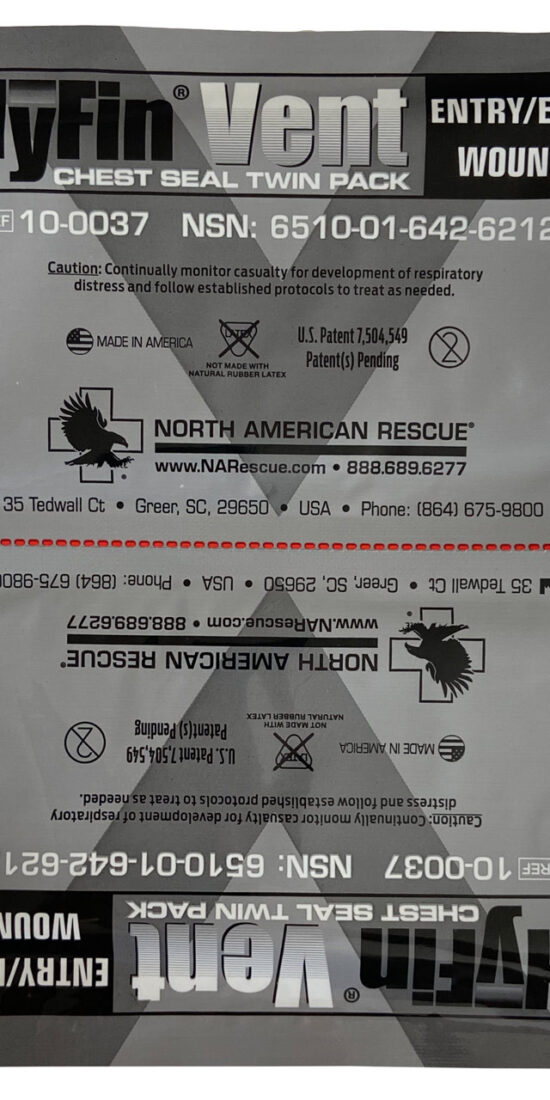 HyFin® Vent
CHEST SEAL TWIN PACK
ENTRY/E
WOUN
10-0037 NSN: 6510-01-642-6212
Caution: Continually monitor casualty for development of respiratory
distress and follow established protocols to treat as needed.
MADE IN AMERICA
LATEX
NOT MADE WITH
NATURAL RUBBER LATEX
U.S. Patent 7,504,549
Patent(s) Pending
2
NORTH AMERICAN RESCUE®
www.NARescue.com • 888.689.6277
35 Tedwall Ct • Greer, SC, 29650 • USA • Phone: (864) 675-9800
35 Tedwall Ct • Greer, SC, 29650 • USA • Phone: (864) 675-980
www.NARescue.com • 888.689.6277
NORTH AMERICAN RESCUE®
MADE IN AMERICA
LATEX
NOT MADE WITH
NATURAL RUBBER LATEX
U.S. Patent 7,504,549
Patent(s) Pending
2
Caution: Continually monitor casualty for development of respiratory
distress and follow established protocols to treat as needed.
REF 10-0037 NSN: 6510-01-642-621
HyFin® Vent
CHEST SEAL TWIN PACK
ENTRY/
WOUN